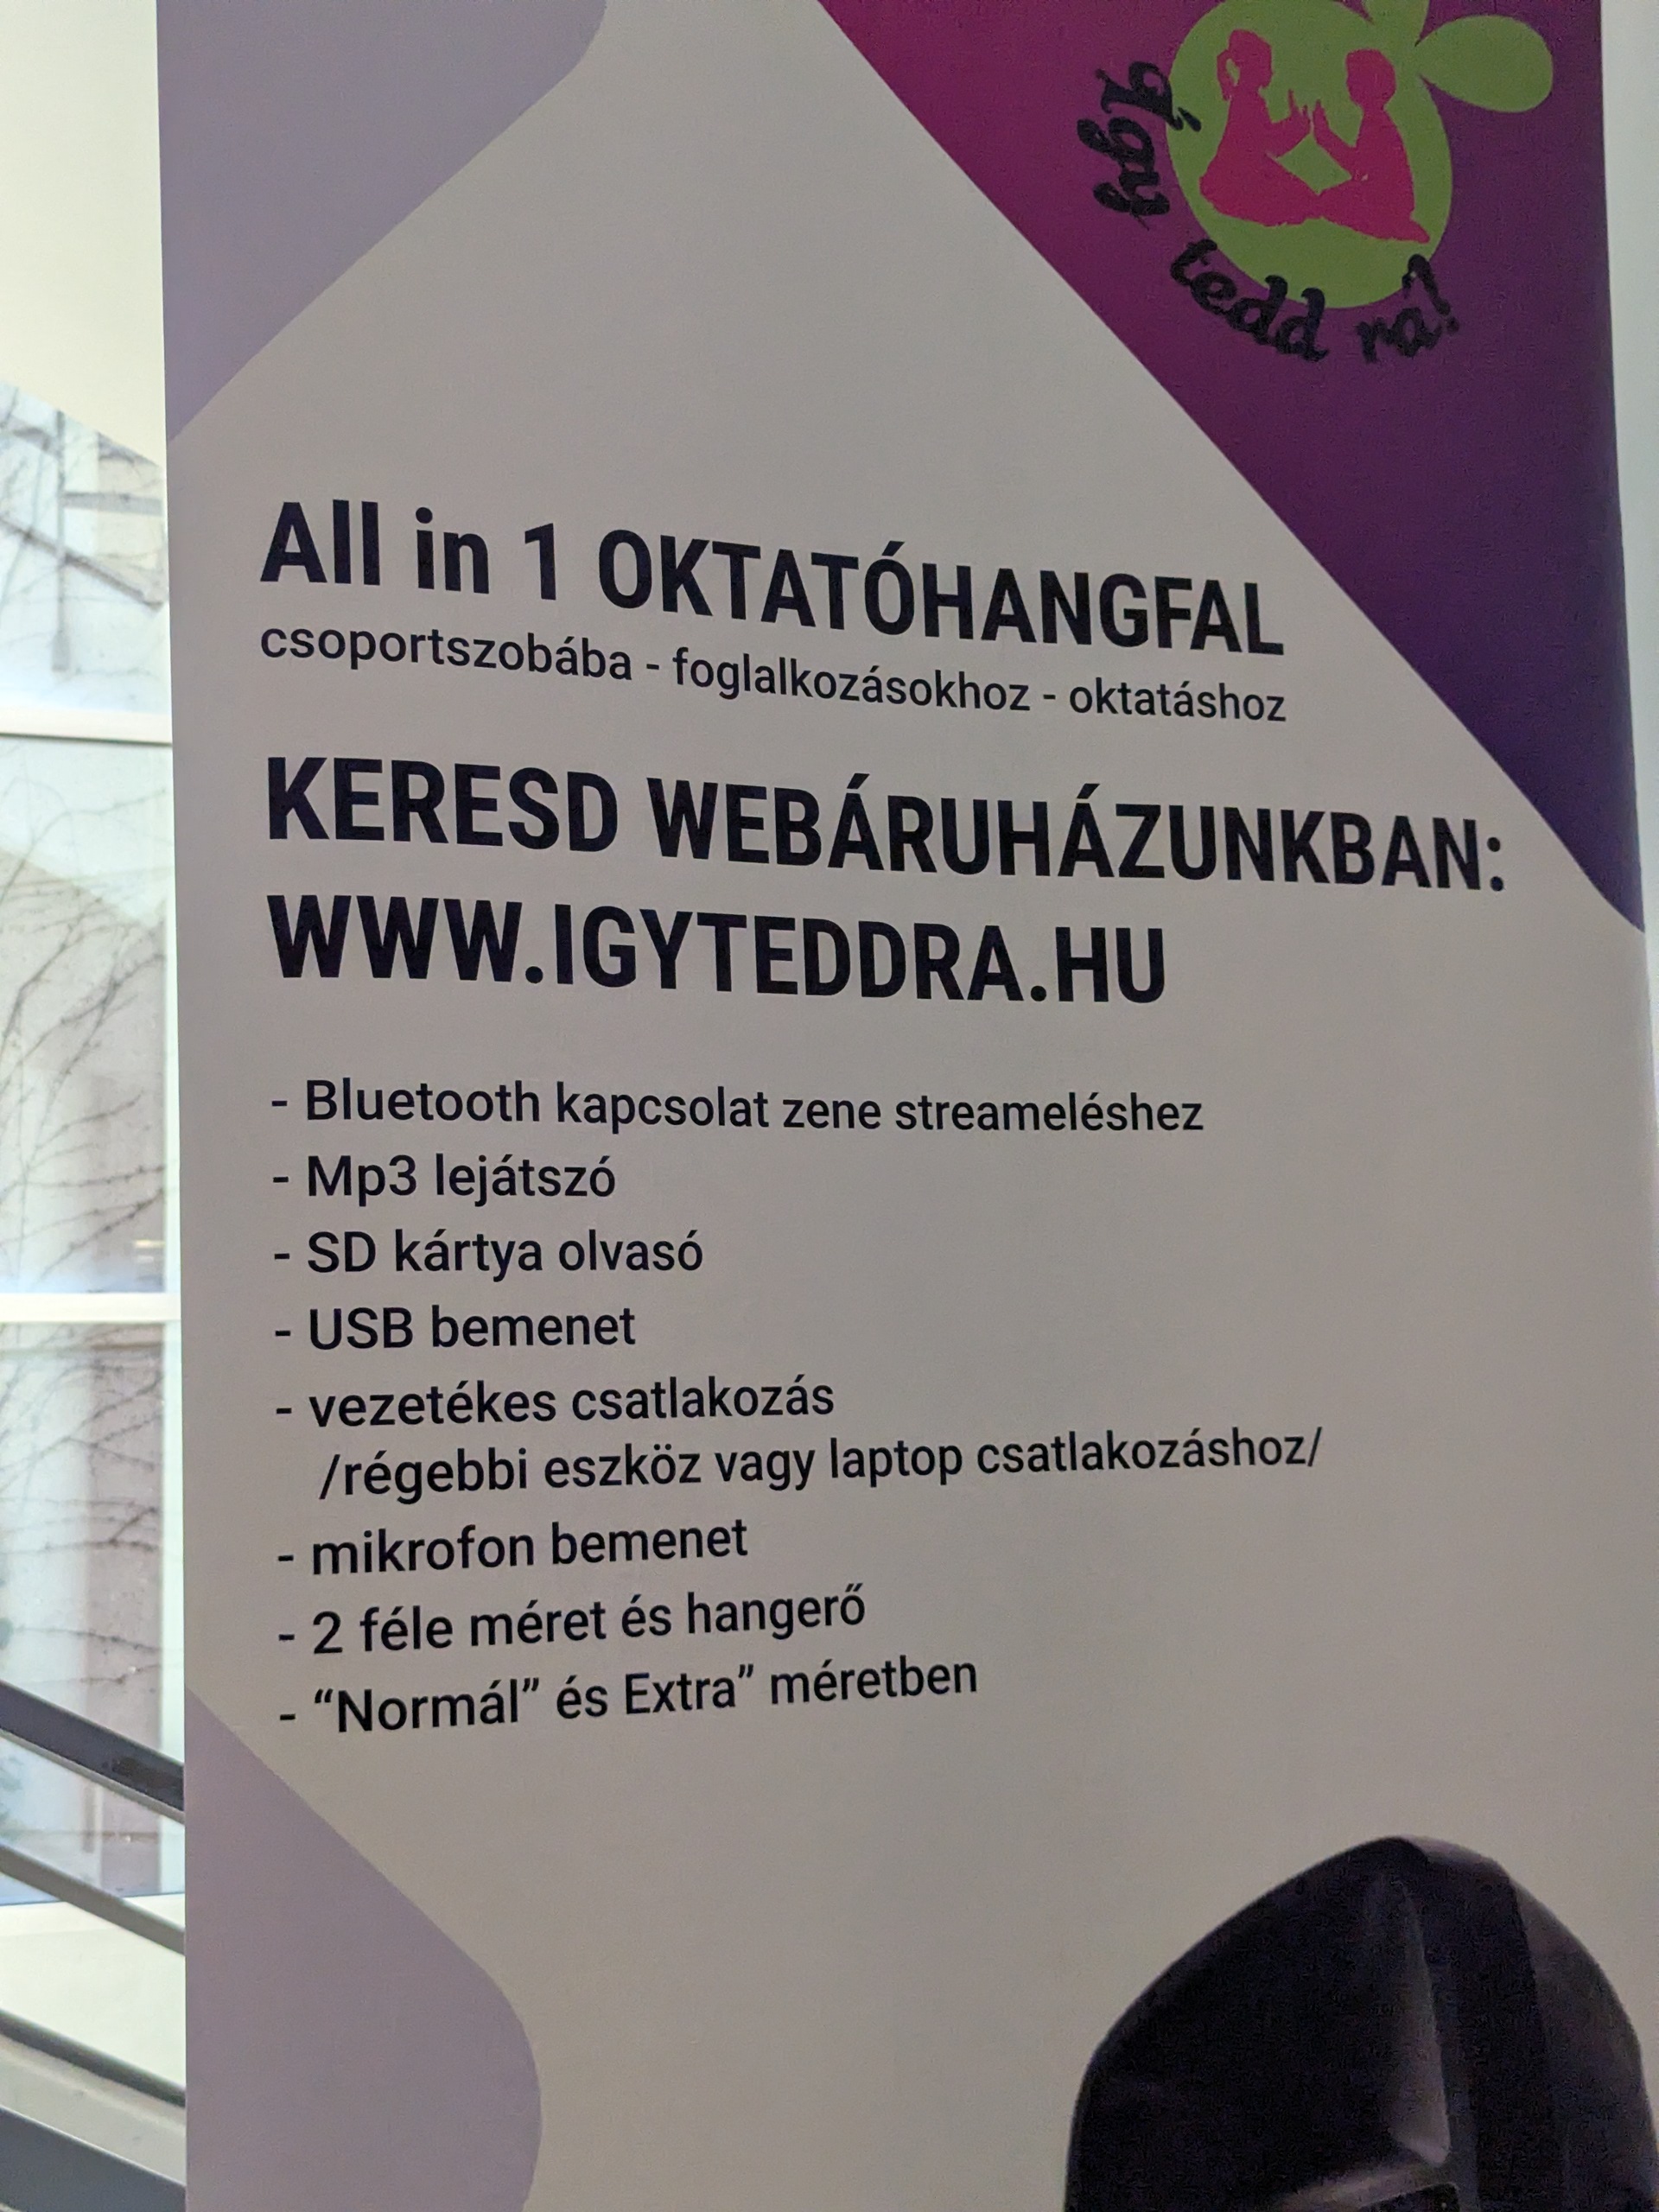 Így tedd rá!
All in 1 OKTATÓHANGFAL
csoportszobába - foglalkozásokhoz - oktatáshoz
KERESD WEBÁRUHÁZUNKBAN:
WWW.IGYTEDDRA.HU
- Bluetooth kapcsolat zene streameléshez
- Mp3 lejátszó
- SD kártya olvasó
- USB bemenet
- vezetékes csatlakozás
/régebbi eszköz vagy laptop csatlakozáshoz/
- mikrofon bemenet
- 2 féle méret és hangerő
- “Normál” és Extra” méretben